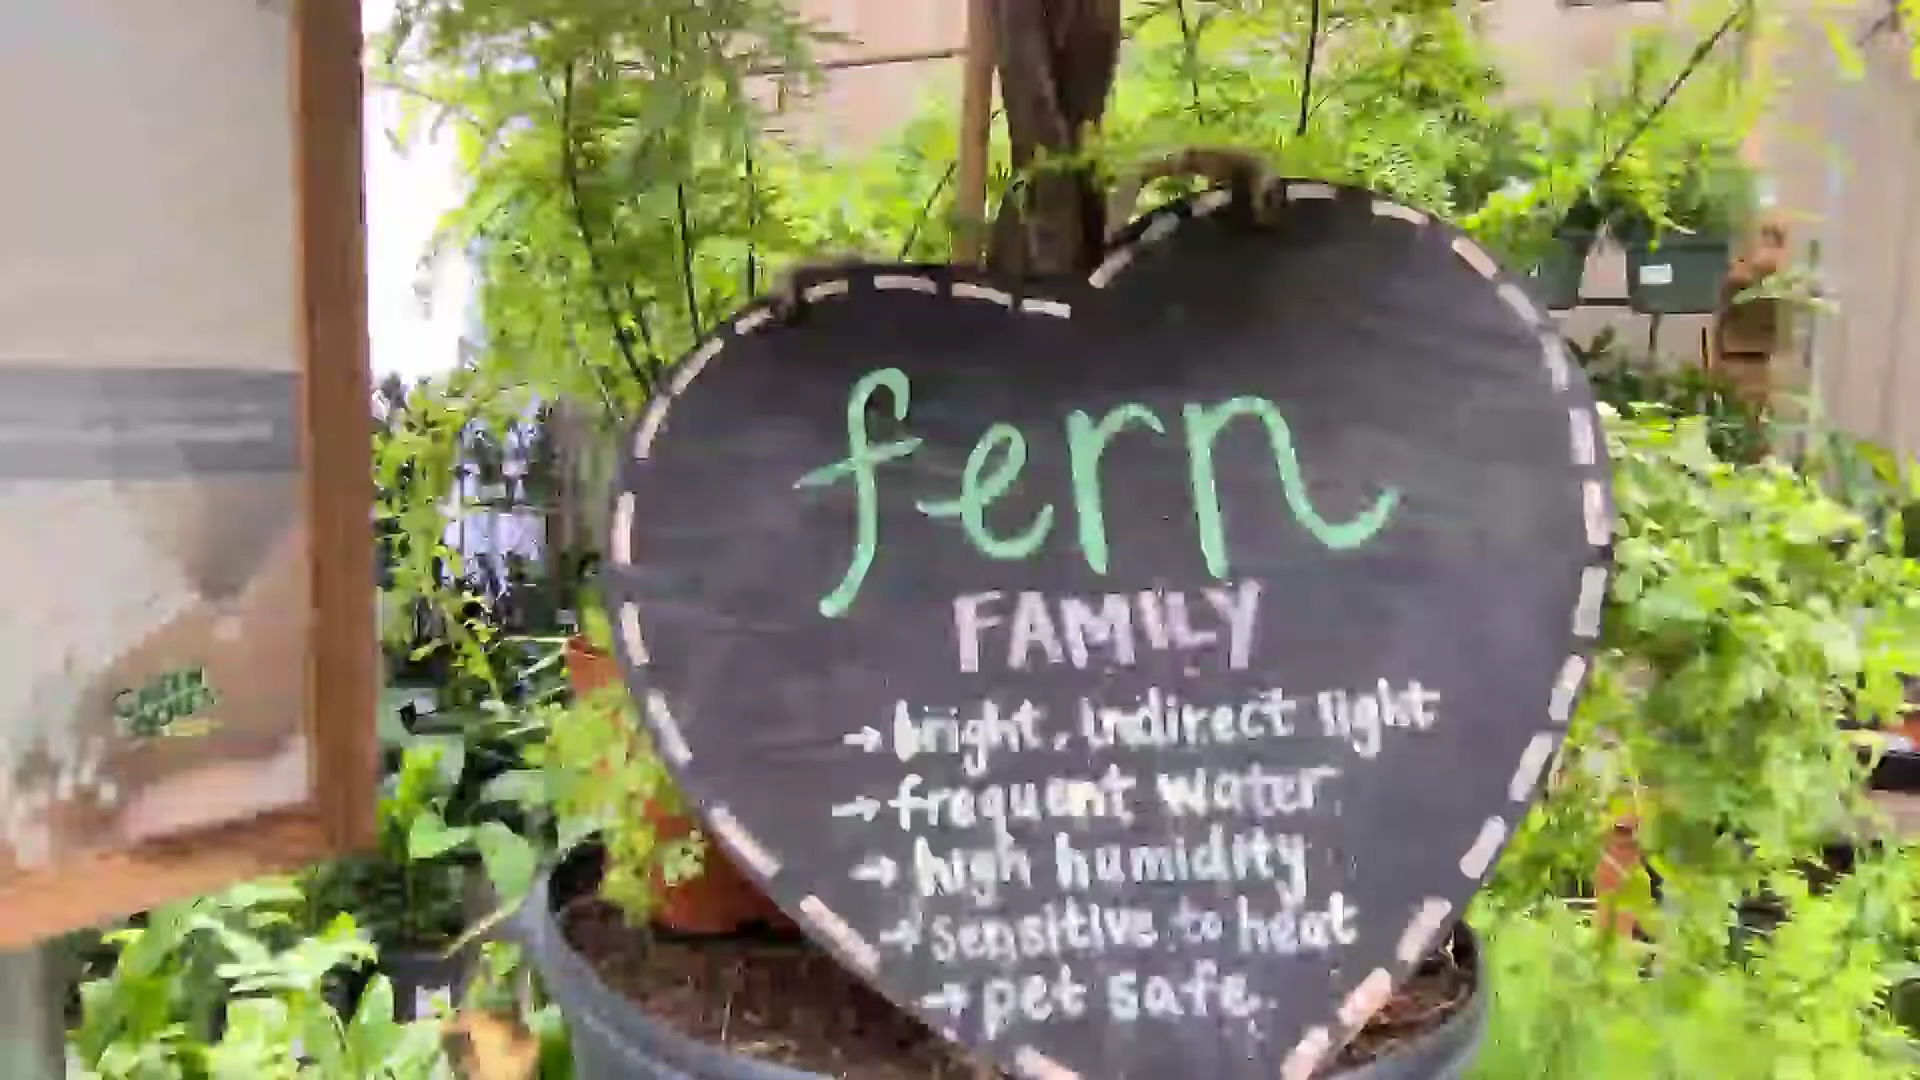 fern
FAMILY
→ bright, indirect light
→ frequent water
→ high humidity
→ sensitive to heat
→ pet safe